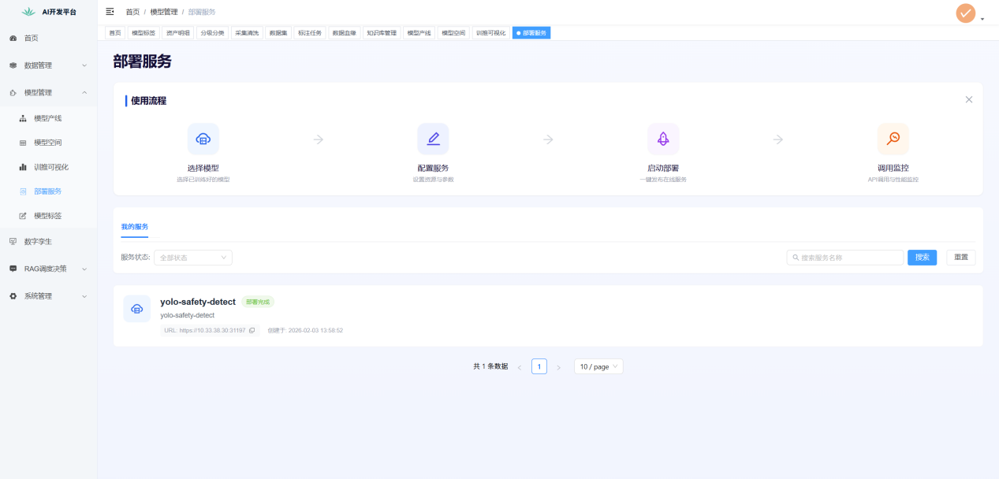 AI开发平台
首页 / 模型管理 / 部署服务
首页
数据管理
模型管理
模型产线
模型空间
训推可视化
部署服务
模型标签
数字孪生
RAG调度决策
系统管理
首页 模型标签 资产明细 分级分类 采集清洗 数据集 标注任务 数据血缘 知识库管理 模型产线 模型空间 训推可视化 部署服务
部署服务
使用流程
选择模型
选择已训练好的模型
配置服务
设置资源与参数
启动部署
一键发布在线服务
调用监控
API调用与性能监控
我的服务
服务状态: 全部状态 搜索服务名称 搜索 重置
yolo-safety-detect 部署完成
yolo-safety-detect
URL: https://10.33.38.30:31197 创建于: 2026-02-03 13:58:52
共 1 条数据 1 10 / page